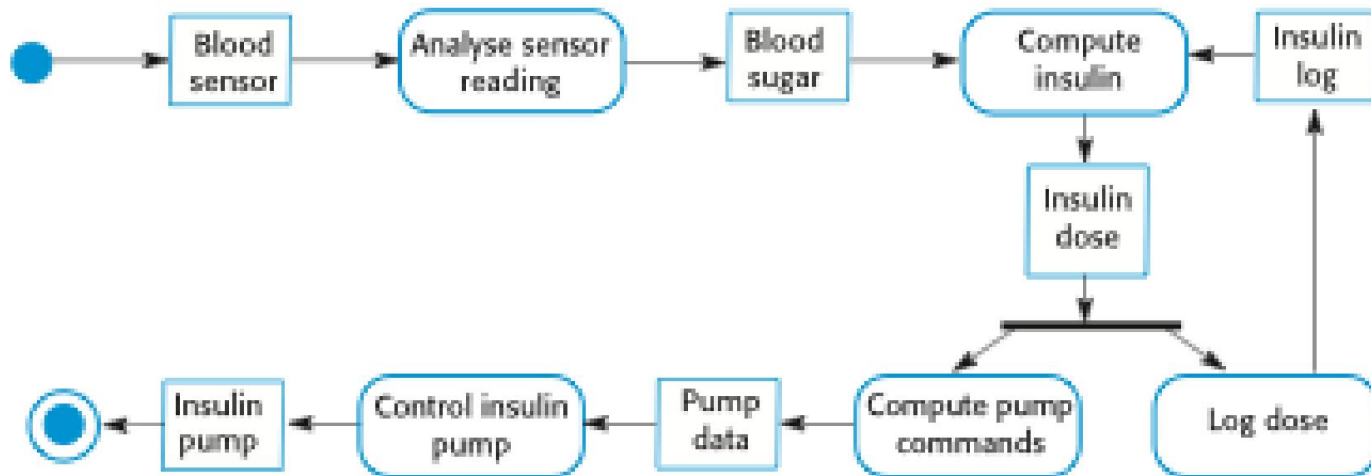 Blood
sensor
Analyse sensor
reading
Blood
sugar
Compute
insulin
Insulin
log
Insulin
dose
Insulin
pump
Control insulin
pump
Pump
data
Compute pump
commands
Log dose